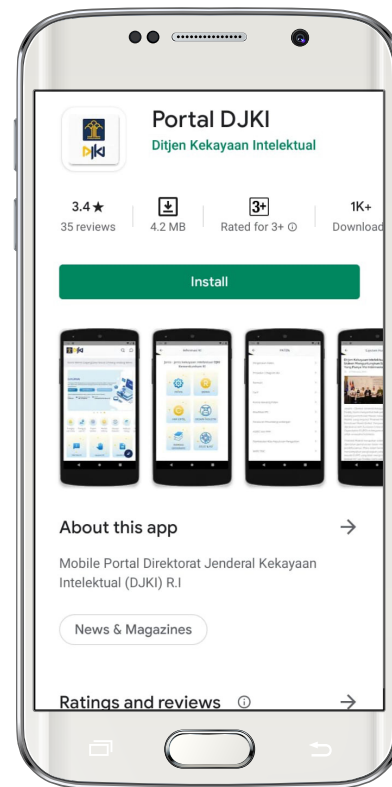 Portal DJKI
Ditjen Kekayaan Intelektual
3.4★
35 reviews
4.2 MB
3+
Rated for 3+
1K+
Download
Install
About this app
Mobile Portal Direktorat Jenderal Kekayaan
Intelektual (DJKI) R.I
News & Magazines
Ratings and reviews